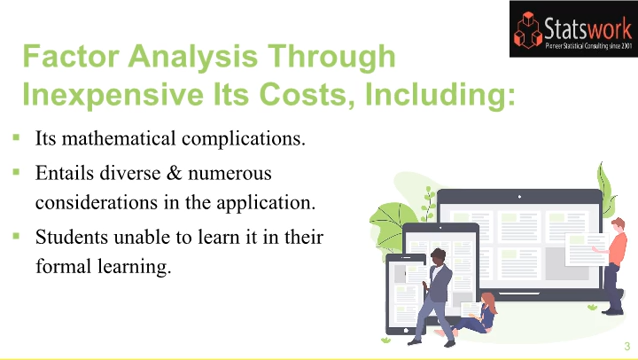 Statswork
Pioneer Statistical Consulting since 2001
Factor Analysis Through
Inexpensive Its Costs, Including:
▪ Its mathematical complications.
▪ Entails diverse & numerous
considerations in the application.
▪ Students unable to learn it in their
formal learning.
3